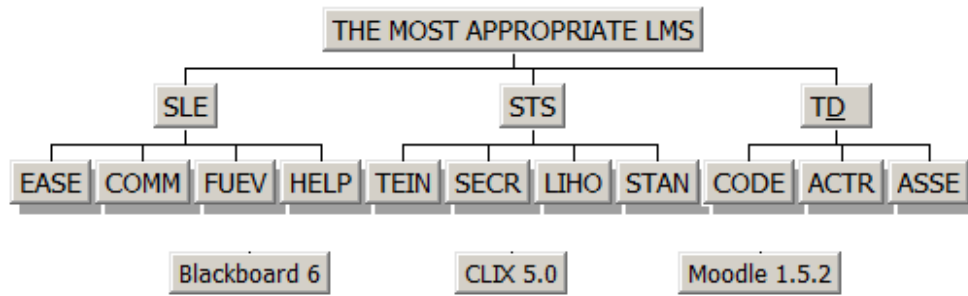 THE MOST APPROPRIATE LMS
SLE STS TD
EASE COMM FUEV HELP TEIN SECR LIHO STAN CODE ACTR ASSE
Blackboard 6 CLIX 5.0 Moodle 1.5.2